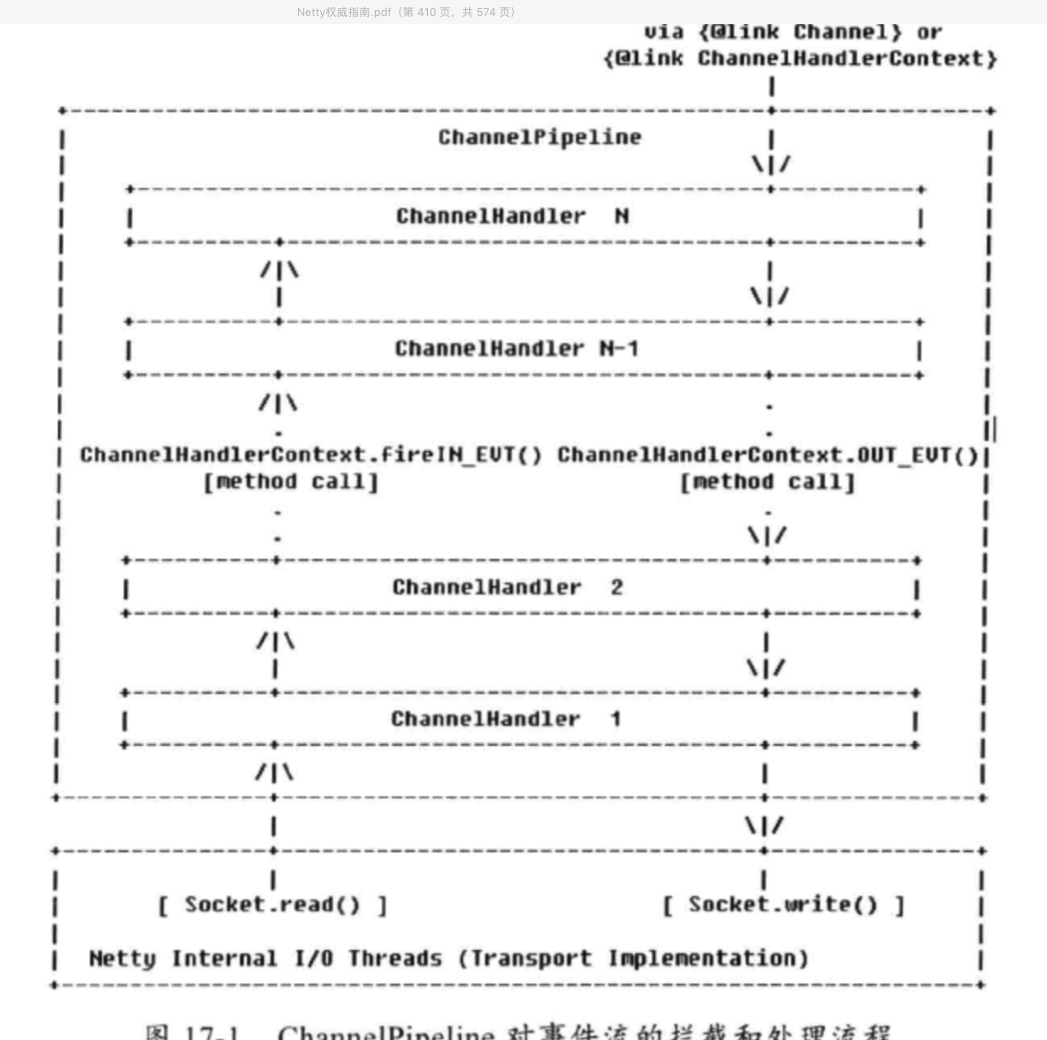 Netty权威指南.pdf（第 410 页，共 574 页）
via {@link Channel} or
{@link ChannelHandlerContext}
ChannelPipeline
ChannelHandler N
ChannelHandler N-1
ChannelHandlerContext.fireIN_EVT() ChannelHandlerContext.OUT_EVT()
[method call] [method call]
ChannelHandler 2
ChannelHandler 1
[ Socket.read() ] [ Socket.write() ]
Netty Internal I/O Threads (Transport Implementation)
图 17-1 ChannelPipeline 对事件流的拦截和处理流程